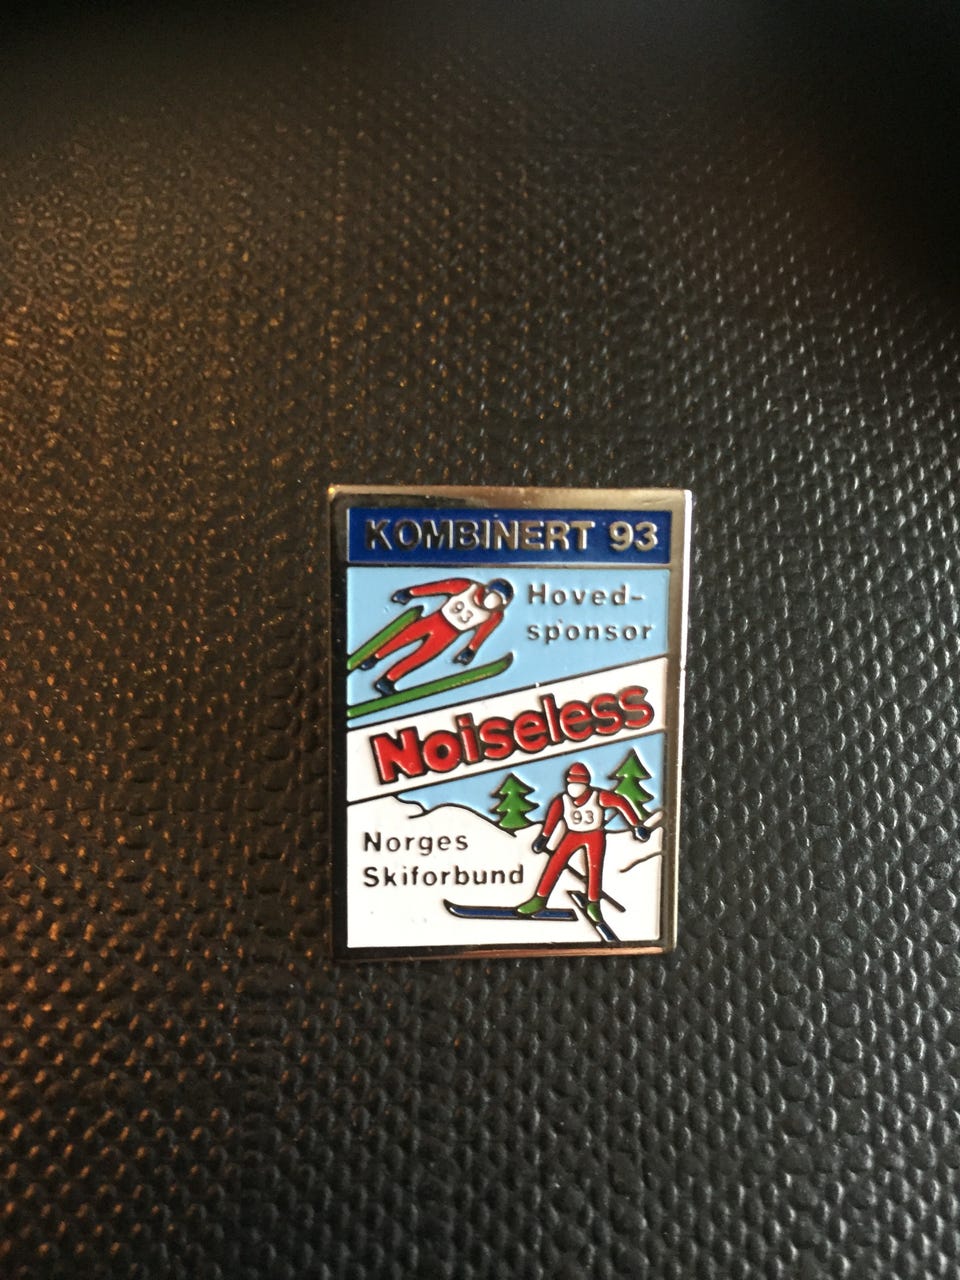 KOMBINERT 93
93
Hoved-
sponsor
Noiseless
93
Norges
Skiforbund